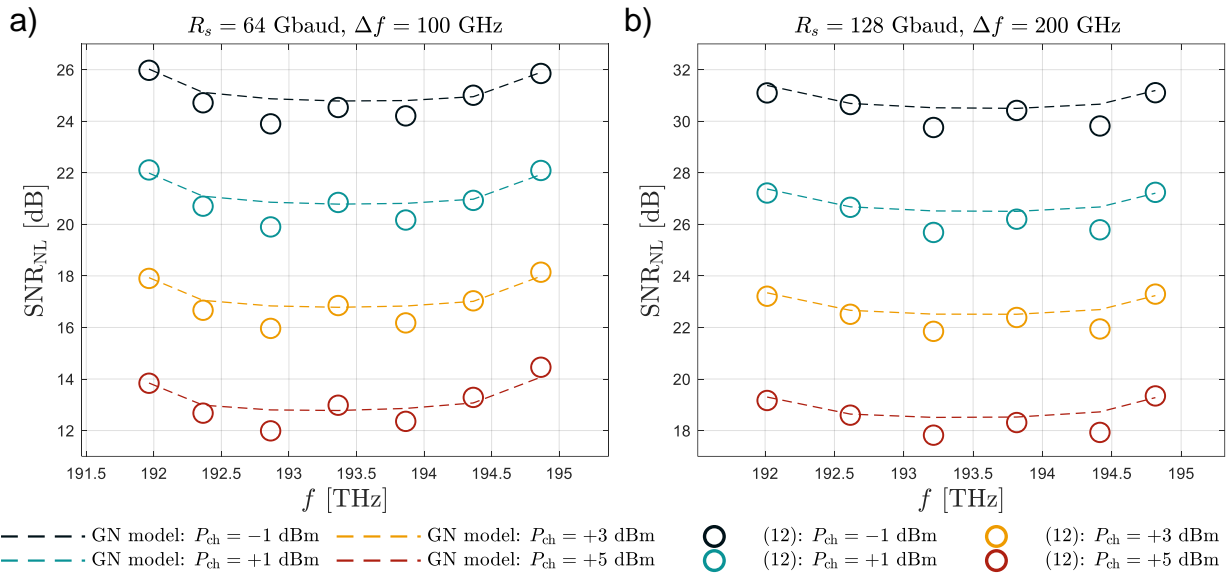 a)
R_s = 64 Gbaud, Δf = 100 GHz
26
24
22
20
18
16
14
12
SNR_NL [dB]
191.5 192 192.5 193 193.5 194 194.5 195
f [THz]
b)
R_s = 128 Gbaud, Δf = 200 GHz
32
30
28
26
24
22
20
18
SNR_NL [dB]
192 192.5 193 193.5 194 194.5 195
f [THz]
GN model: P_ch = −1 dBm GN model: P_ch = +3 dBm (12): P_ch = −1 dBm (12): P_ch = +3 dBm
GN model: P_ch = +1 dBm GN model: P_ch = +5 dBm (12): P_ch = +1 dBm (12): P_ch = +5 dBm